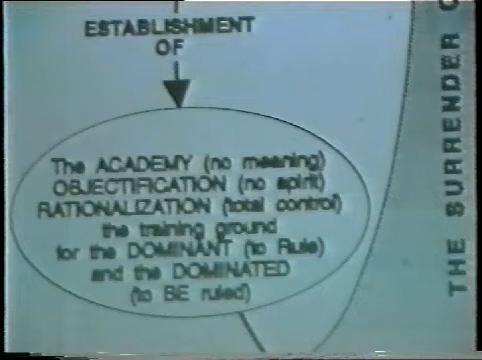 ESTABLISHMENT
OF
The ACADEMY (no meaning)
OBJECTIFICATION (no spirit)
RATIONALIZATION (total control)
the training ground
for the DOMINANT (to Rule)
and the DOMINATED
(to BE ruled)
THE SURRENDER